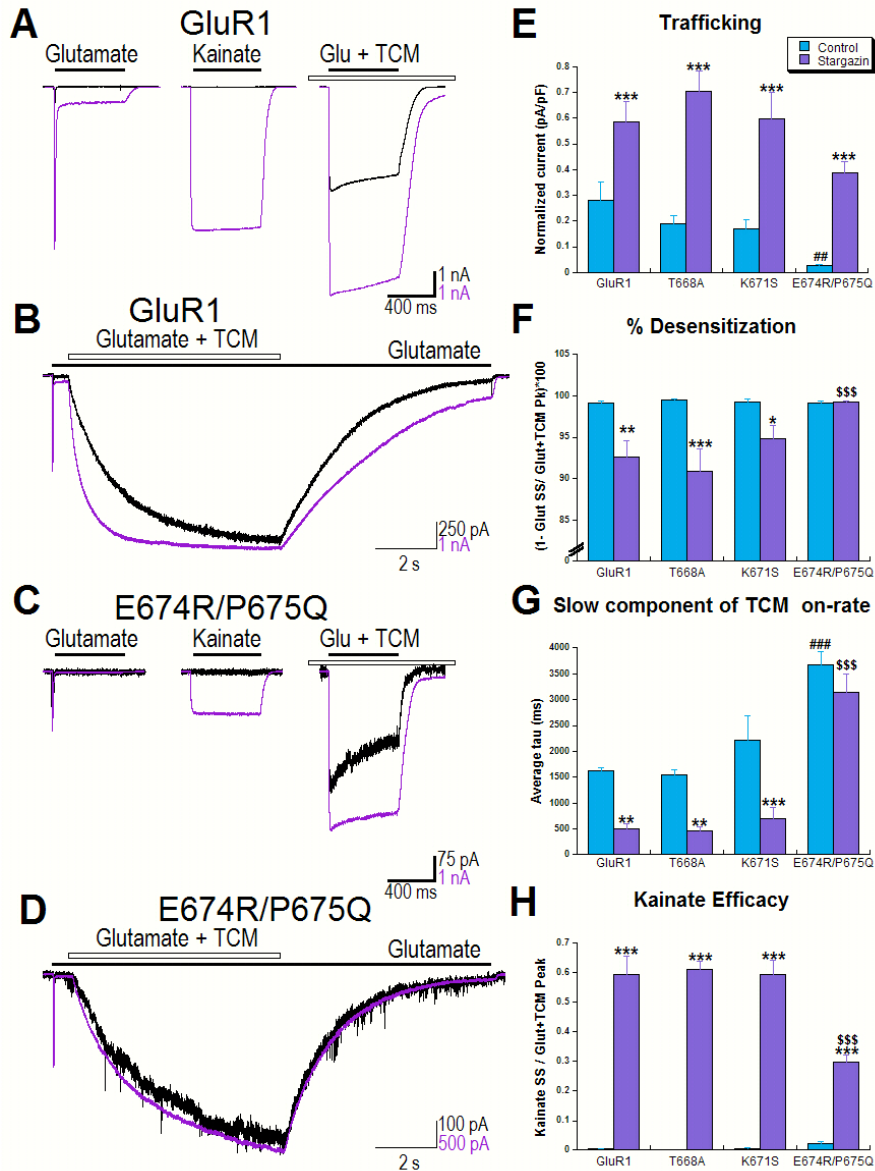 A
GluR1
Glutamate
Kainate
Glu + TCM
1 nA
1 nA
400 ms
B
GluR1
Glutamate + TCM
Glutamate
250 pA
1 nA
2 s
C
E674R/P675Q
Glutamate
Kainate
Glu + TCM
75 pA
1 nA
400 ms
D
E674R/P675Q
Glutamate + TCM
Glutamate
100 pA
500 pA
2 s
E
Trafficking
Control
Stargazin
Normalized current (pA/pF)
0.8
0.7
0.6
0.5
0.4
0.3
0.2
0.1
0
***
***
***
##
***
GluR1
T668A
K671S
E674R/P675Q
F
% Desensitization
(1- Glut SS/ Glut+TCM Pk)*100
105
100
95
90
85
0
**
***
*
$$$
GluR1
T668A
K671S
E674R/P675Q
G
Slow component of TCM on-rate
Average tau (ms)
4000
3500
3000
2500
2000
1500
1000
500
0
**
**
***
###
$$$
GluR1
T668A
K671S
E674R/P675Q
H
Kainate Efficacy
Kainate SS / Glut+TCM Peak
0.7
0.6
0.5
0.4
0.3
0.2
0.1
0
***
***
***
$$$
***
GluR1
T668A
K671S
E674R/P675Q